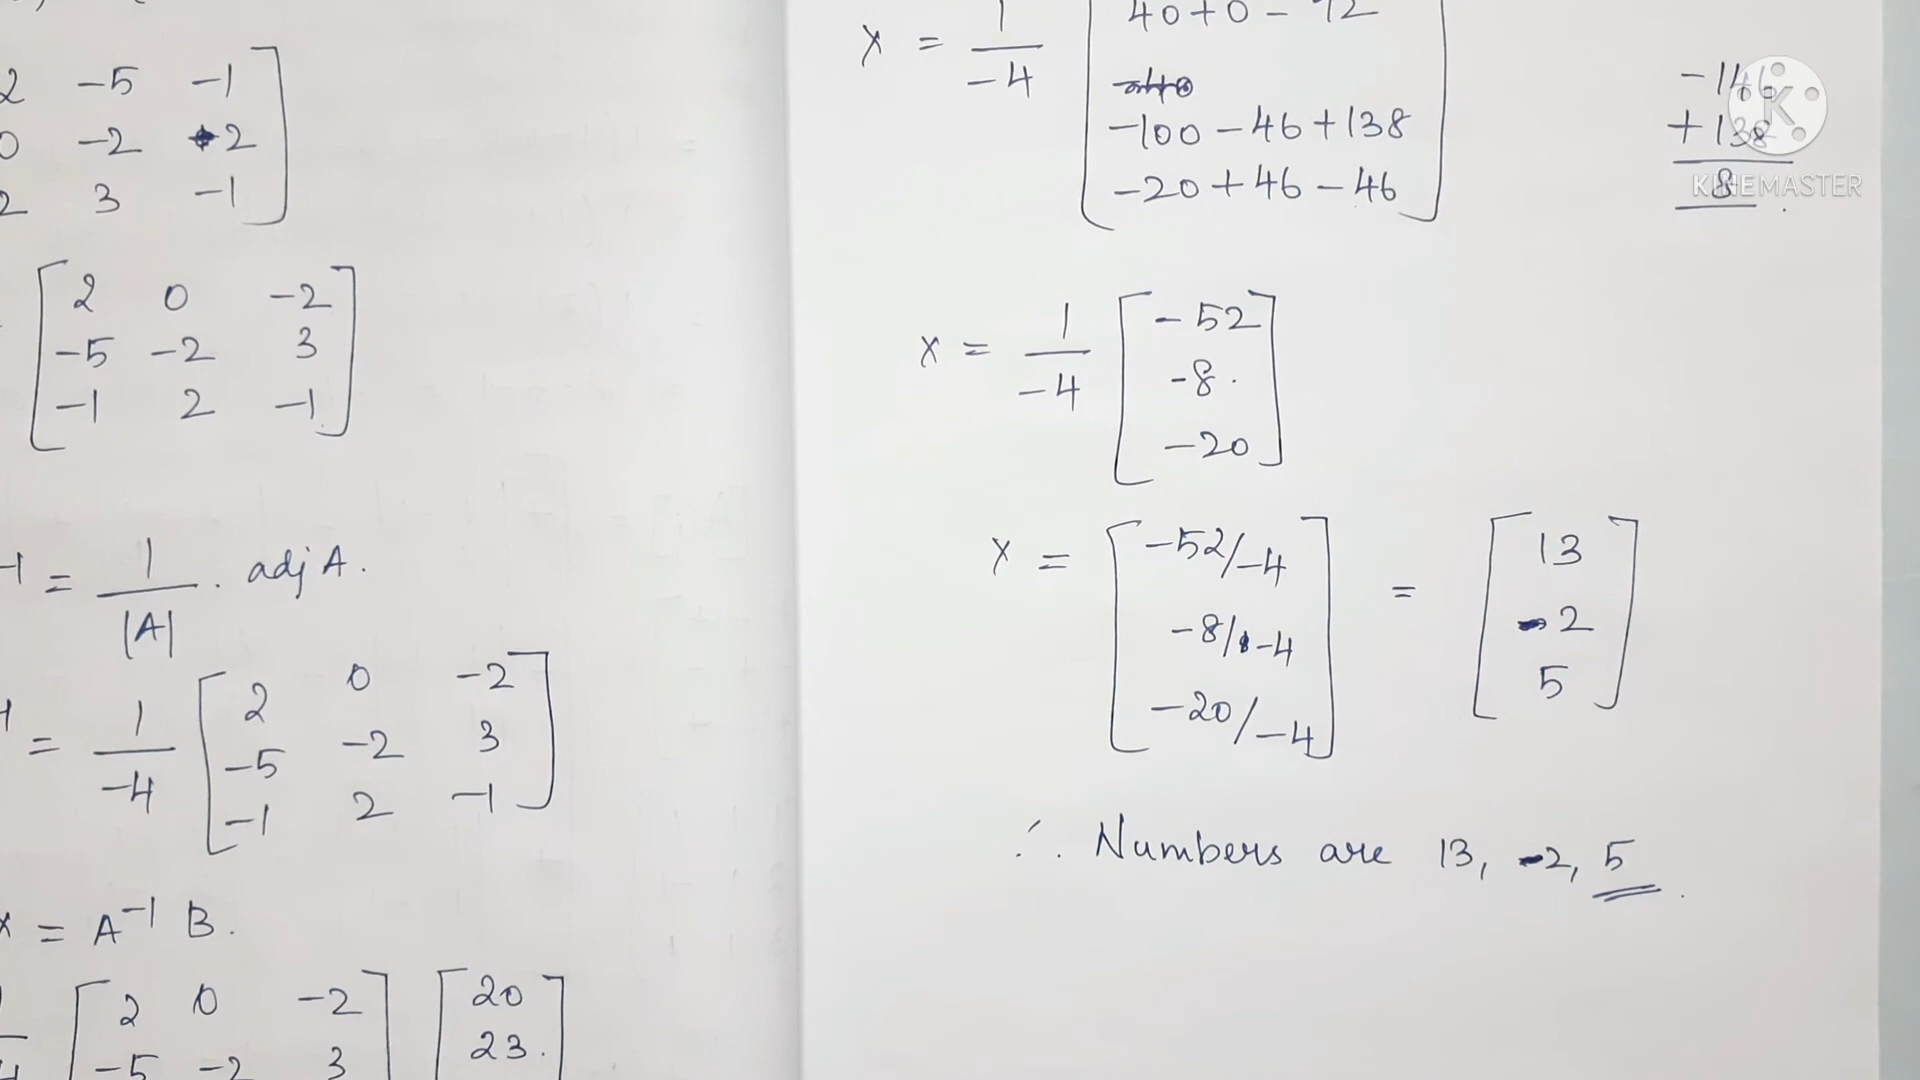 2 -5 -1
0 -2 2
2 3 -1
2 0 -2
-5 -2 3
-1 2 -1
-1 = 1/|A| . adj A.
-1 = 1/-4 [2 0 -2
-5 -2 3
-1 2 -1]
x = A⁻¹ B.
[2 0 -2 [20
-5 -2 3 23.
X = 1/-4 [40+0-92
-100-46+138
-20+46-46]
-146
+138
8
KINEMASTER
X = 1/-4 [-52
-8.
-20]
X = [-52/-4
-8/-4
-20/-4] = [13
2
5]
∴ Numbers are 13, 2, 5.